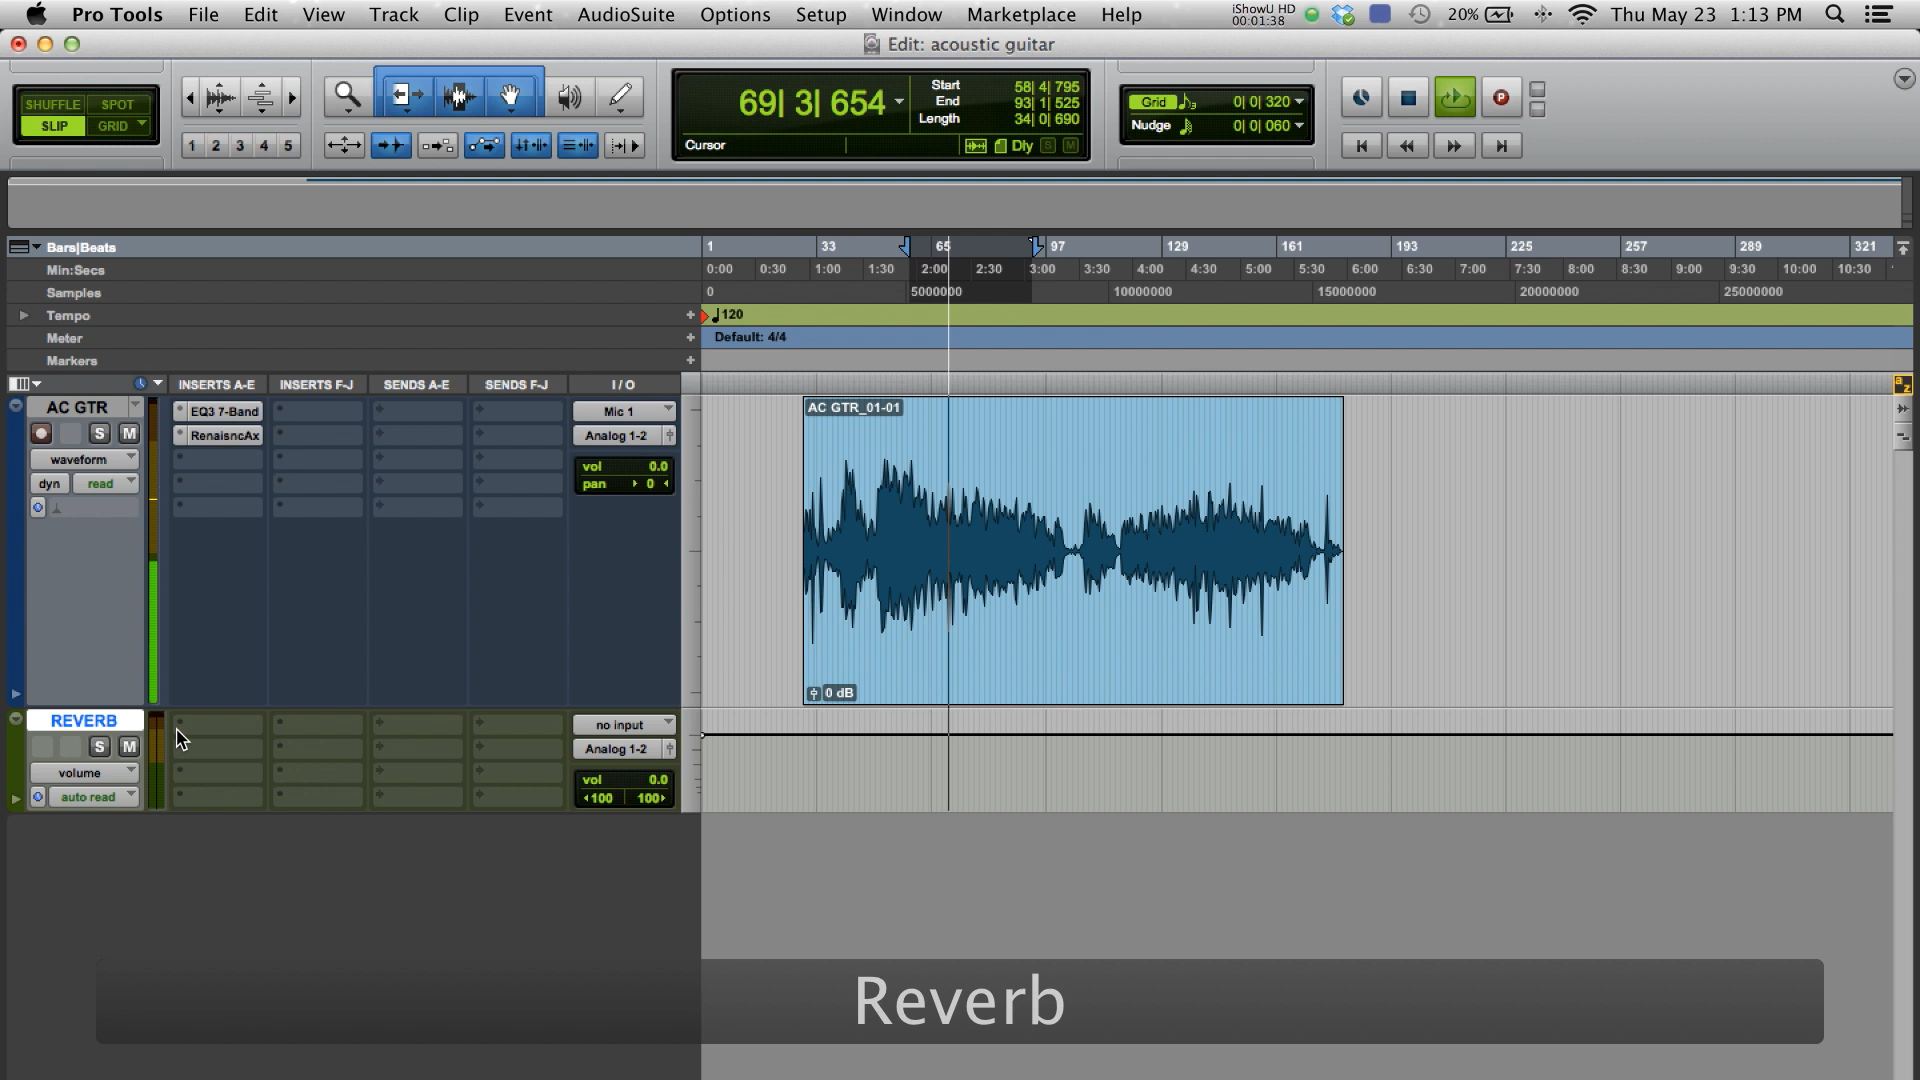 Pro Tools File Edit View Track Clip Event AudioSuite Options Setup Window Marketplace Help iShowU HD 00:01:38 20% Thu May 23 1:13 PM
Edit: acoustic guitar
SHUFFLE SPOT
SLIP GRID
1 2 3 4 5
69| 3| 654
Start 58| 4| 795
End 93| 1| 525
Length 34| 0| 690
Cursor Dly S M
Grid 0| 0| 320
Nudge 0| 0| 060
Bars|Beats 1 33 65 97 129 161 193 225 257 289 321
Min:Secs 0:00 0:30 1:00 1:30 2:00 2:30 3:00 3:30 4:00 4:30 5:00 5:30 6:00 6:30 7:00 7:30 8:00 8:30 9:00 9:30 10:00 10:30
Samples 0 5000000 10000000 15000000 20000000 25000000
Tempo + 120
Meter + Default: 4/4
Markers +
INSERTS A-E INSERTS F-J SENDS A-E SENDS F-J I / O
a z
AC GTR EQ3 7-Band Mic 1 AC GTR_01-01
S M RenaisncAx Analog 1-2
waveform vol 0.0
dyn read pan 0
0 dB
REVERB no input
S M Analog 1-2
volume vol 0.0
auto read 100 100
Reverb